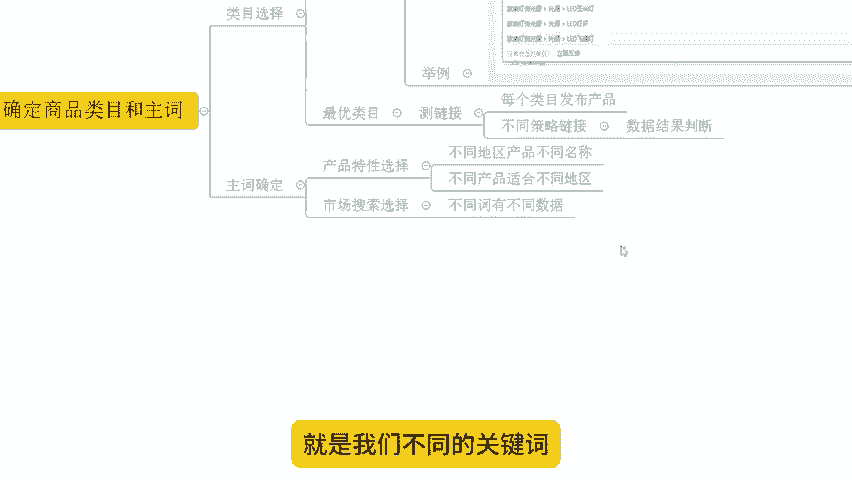 类目选择
举例
确定商品类目和主词
最优类目
测链接
每个类目发布产品
不同策略链接
数据结果判断
主词确定
产品特性选择
不同地区产品不同名称
不同产品适合不同地区
市场搜索选择
不同词有不同数据
就是我们不同的关键词